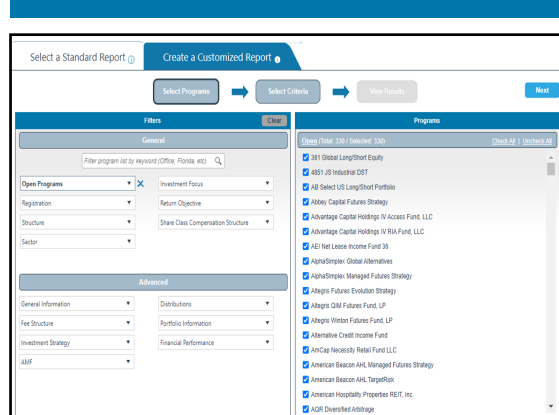 Select a Standard Report
Create a Customized Report
Select Programs
Select Criteria
View Results
Next
Filters
Clear
General
Filter program list by keyword (Office, Florida, etc)
Open Programs
Investment Focus
Registration
Return Objective
Structure
Share Class Compensation Structure
Sector
Advanced
General Information
Distributions
Fee Structure
Portfolio Information
Investment Strategy
Financial Performance
AMF
Programs
Open (Total: 330 / Selected: 330)
Check All | Uncheck All
361 Global Long/Short Equity
4851 JS Industrial DST
AB Select US Long/Short Portfolio
Abbey Capital Futures Strategy
Advantage Capital Holdings IV Access Fund, LLC
Advantage Capital Holdings IV RIA Fund, LLC
AEI Net Lease Income Fund 36
AlphaSimplex Global Alternatives
AlphaSimplex Managed Futures Strategy
Altegris Futures Evolution Strategy
Altegris QIM Futures Fund, LP
Altegris Winton Futures Fund, LP
Alternative Credit Income Fund
AmCap Necessity Retail Fund LLC
American Beacon AHL Managed Futures Strategy
American Beacon AHL TargetRisk
American Hospitality Properties REIT, Inc.
AQR Diversified Arbitrage